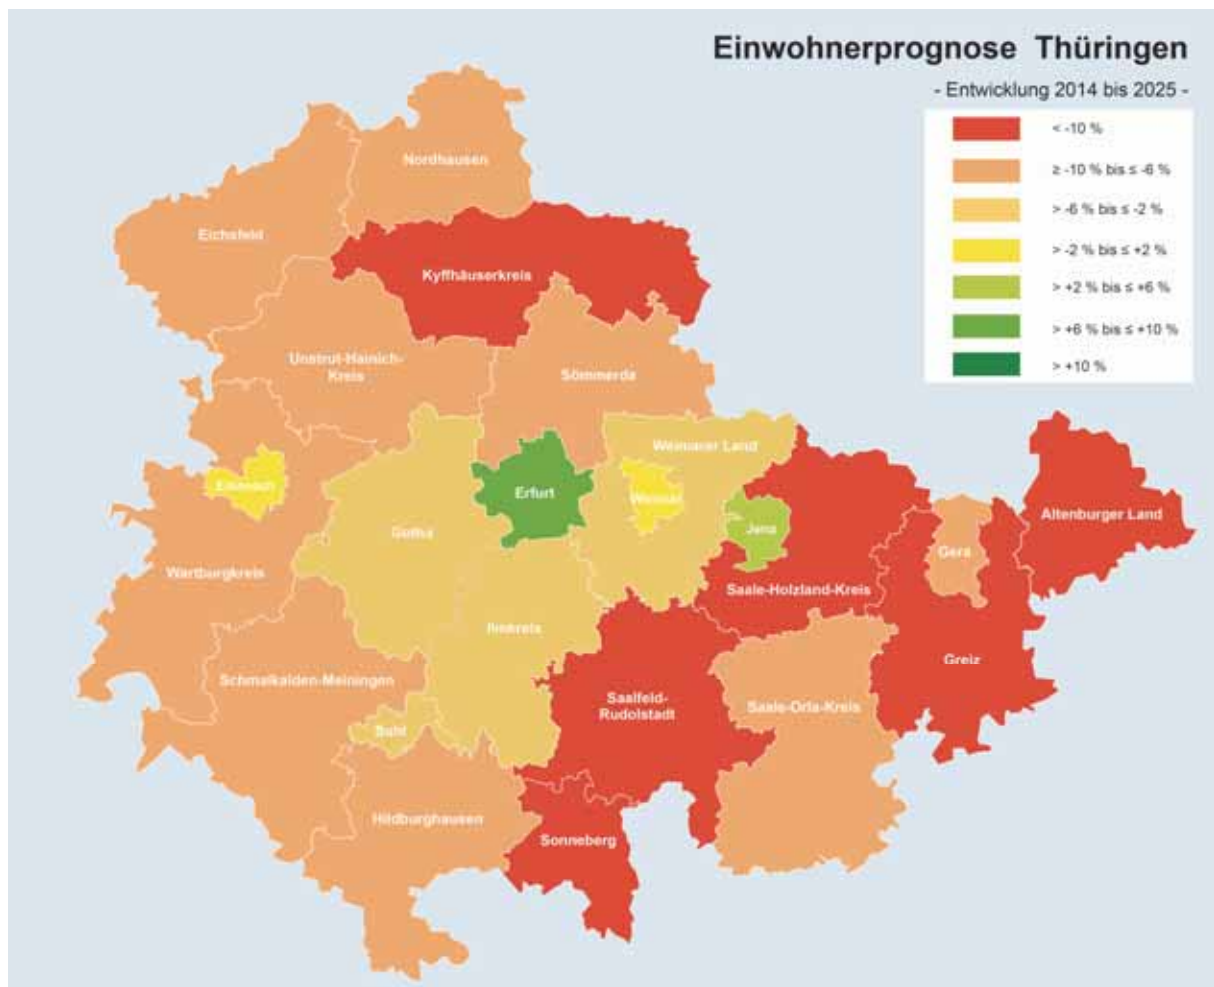 Einwohnerprognose Thüringen
- Entwicklung 2014 bis 2025 -
< -10 %
≥ -10 % bis ≤ -6 %
> -6 % bis ≤ -2 %
> -2 % bis ≤ +2 %
> +2 % bis ≤ +6 %
> +6 % bis ≤ +10 %
> +10 %
Nordhausen
Eichsfeld
Kyffhäuserkreis
Unstrut-Hainich-
Kreis
Sömmerda
Weimarer Land
Eisenach
Erfurt
Weimar
Altenburger Land
Gotha
Jena
Gera
Wartburgkreis
Saale-Holzland-Kreis
Ilmkreis
Greiz
Schmalkalden-Meiningen
Saalfeld-
Rudolstadt
Saale-Orla-Kreis
Suhl
Hildburghausen
Sonneberg